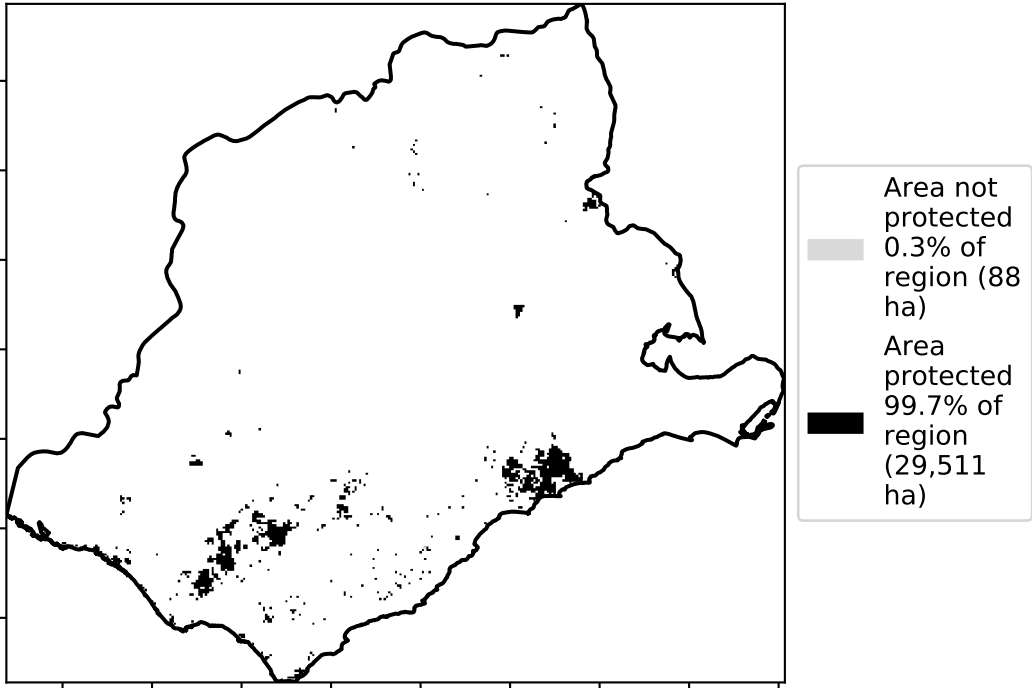 Area not
protected
0.3% of
region (88
ha)
Area
protected
99.7% of
region
(29,511
ha)